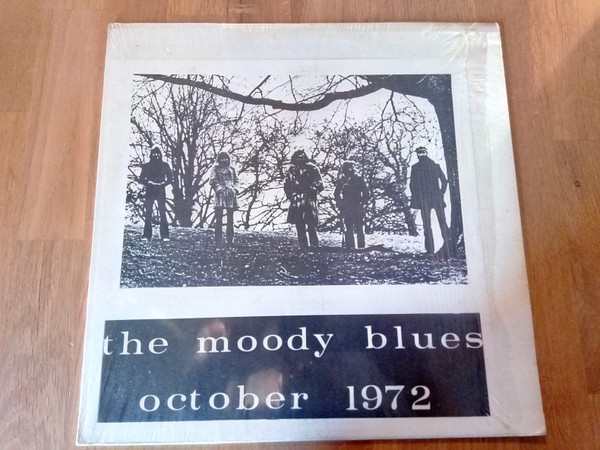 the moody blues
october 1972